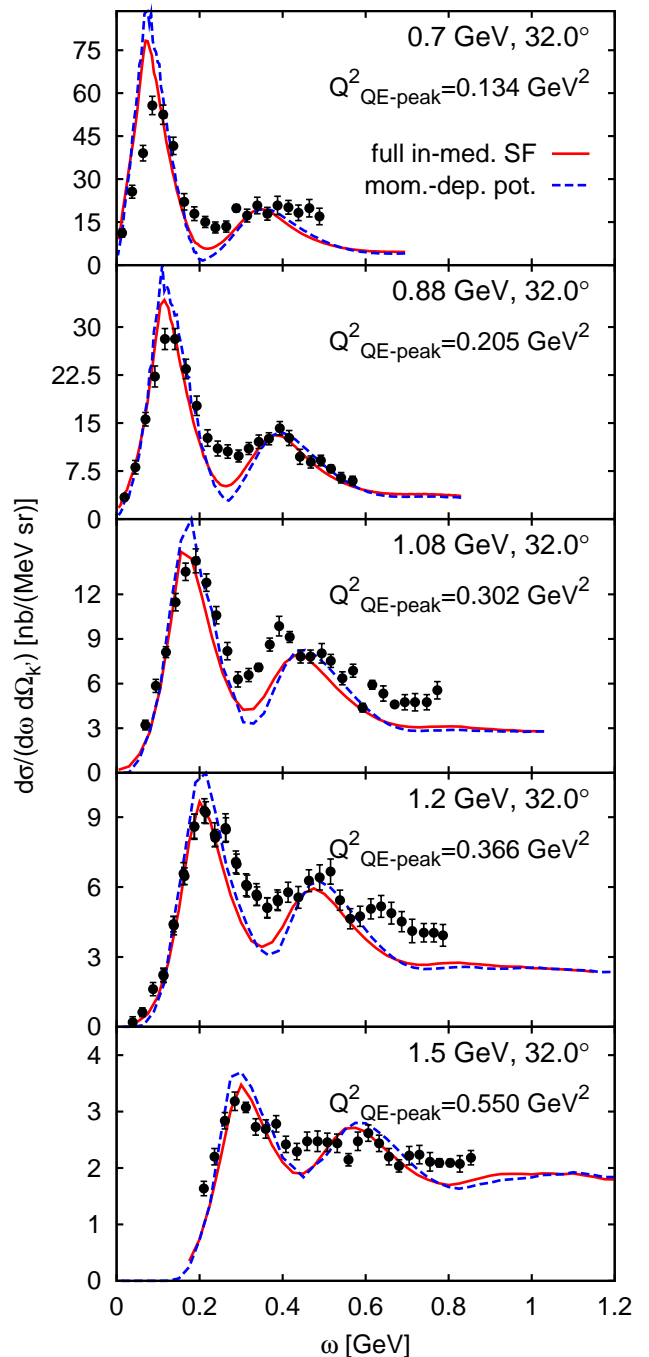 0.7 GeV, 32.0°
Q²QE-peak=0.134 GeV²
full in-med. SF
mom.-dep. pot.
75
60
45
30
15
0
0.88 GeV, 32.0°
Q²QE-peak=0.205 GeV²
30
22.5
15
7.5
0
1.08 GeV, 32.0°
Q²QE-peak=0.302 GeV²
12
9
6
3
0
dσ/(dω dΩk') [nb/(MeV sr)]
1.2 GeV, 32.0°
Q²QE-peak=0.366 GeV²
9
6
3
0
1.5 GeV, 32.0°
Q²QE-peak=0.550 GeV²
4
3
2
1
0
0 0.2 0.4 0.6 0.8 1 1.2
ω [GeV]